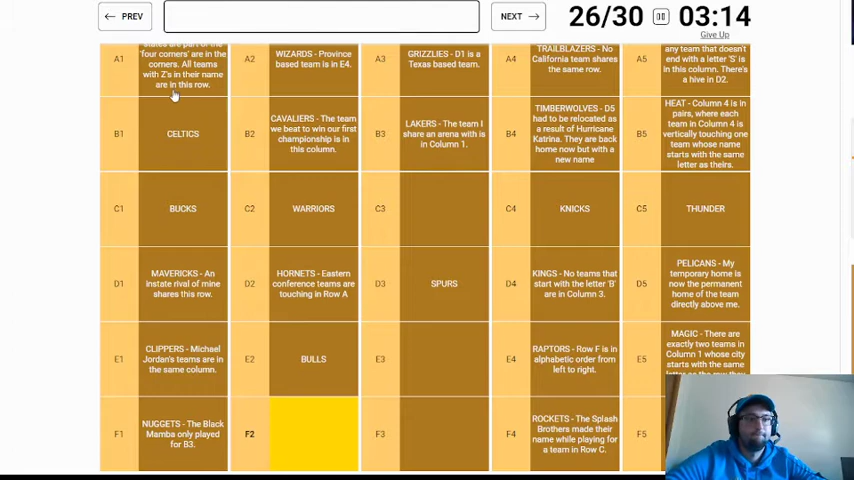 ← PREV
NEXT →
26/30
03:14
Give Up
A1
states are part of the
'four corners' are in the
corners. All teams
with Z's in their name
are in this row.
A2
WIZARDS - Province
based team is in E4.
A3
GRIZZLIES - D1 is a
Texas based team.
A4
TRAILBLAZERS - No
California team shares
the same row.
A5
any team that doesn't
end with a letter 'S' is
in this column. There's
a hive in D2.
B1
CELTICS
B2
CAVALIERS - The team
we beat to win our first
championship is in
this column.
B3
LAKERS - The team I
share an arena with is
in Column 1.
B4
TIMBERWOLVES - D5
had to be relocated as
a result of Hurricane
Katrina. They are back
home now but with a
new name
B5
HEAT - Column 4 is in
pairs, where each
team in Column 4 is
vertically touching one
team whose name
starts with the same
letter as theirs.
C1
BUCKS
C2
WARRIORS
C3
C4
KNICKS
C5
THUNDER
D1
MAVERICKS - An
instate rival of mine
shares this row.
D2
HORNETS - Eastern
conference teams are
touching in Row A
D3
SPURS
D4
KINGS - No teams that
start with the letter 'B'
are in Column 3.
D5
PELICANS - My
temporary home is
now the permanent
home of the team
directly above me.
E1
CLIPPERS - Michael
Jordan's teams are in
the same column.
E2
BULLS
E3
E4
RAPTORS - Row F is in
alphabetic order from
left to right.
E5
MAGIC - There are
exactly two teams in
Column 1 whose city
starts with the same
F1
NUGGETS - The Black
Mamba only played
for B3.
F2
F3
F4
ROCKETS - The Splash
Brothers made their
name while playing for
a team in Row C.
F5